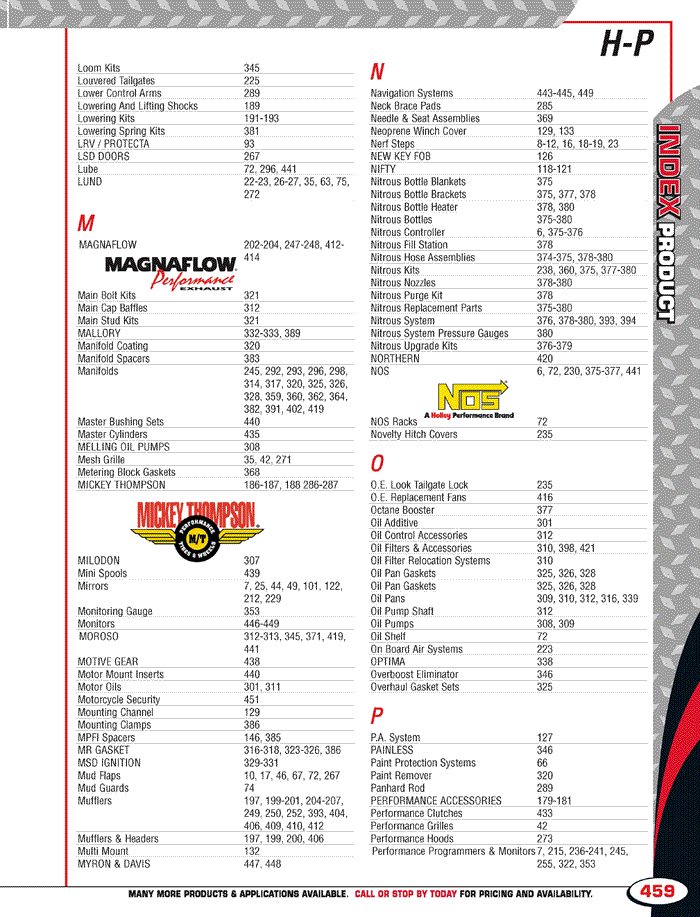 H-P
Loom Kits 345
Louvered Tailgates 225
Lower Control Arms 289
Lowering And Lifting Shocks 189
Lowering Kits 191-193
Lowering Spring Kits 381
LRV / PROTECTA 93
LSD DOORS 267
Lube 72, 296, 441
LUND 22-23, 26-27, 35, 63, 75,
272
M
MAGNAFLOW 202-204, 247-248, 412-
414
MAGNAFLOW
Performance
EXHAUST
Main Bolt Kits 321
Main Cap Baffles 312
Main Stud Kits 321
MALLORY 332-333, 389
Manifold Coating 320
Manifold Spacers 383
Manifolds 245, 292, 293, 296, 298,
314, 317, 320, 325, 326,
328, 359, 360, 362, 364,
382, 391, 402, 419
Master Bushing Sets 440
Master Cylinders 435
MELLING OIL PUMPS 308
Mesh Grille 35, 42, 271
Metering Block Gaskets 368
MICKEY THOMPSON 186-187, 188 286-287
MICKEY THOMPSON
PERFORMANCE
M/T
TIRES & WHEELS
MILODON 307
Mini Spools 439
Mirrors 7, 25, 44, 49, 101, 122,
212, 229
Monitoring Gauge 353
Monitors 446-449
MOROSO 312-313, 345, 371, 419,
441
MOTIVE GEAR 438
Motor Mount Inserts 440
Motor Oils 301, 311
Motorcycle Security 451
Mounting Channel 129
Mounting Clamps 386
MPFI Spacers 146, 385
MR GASKET 316-318, 323-326, 386
MSD IGNITION 329-331
Mud Flaps 10, 17, 46, 67, 72, 267
Mud Guards 74
Mufflers 197, 199-201, 204-207,
249, 250, 252, 393, 404,
406, 409, 410, 412
Mufflers & Headers 197, 199, 200, 406
Multi Mount 132
MYRON & DAVIS 447, 448
N
Navigation Systems 443-445, 449
Neck Brace Pads 285
Needle & Seat Assemblies 369
Neoprene Winch Cover 129, 133
Nerf Steps 8-12, 16, 18-19, 23
NEW KEY FOB 126
NIFTY 118-121
Nitrous Bottle Blankets 375
Nitrous Bottle Brackets 375, 377, 378
Nitrous Bottle Heater 378, 380
Nitrous Bottles 375-380
Nitrous Controller 6, 375-376
Nitrous Fill Station 378
Nitrous Hose Assemblies 374-375, 378-380
Nitrous Kits 238, 360, 375, 377-380
Nitrous Nozzles 378-380
Nitrous Purge Kit 378
Nitrous Replacement Parts 375-380
Nitrous System 376, 378-380, 393, 394
Nitrous System Pressure Gauges 380
Nitrous Upgrade Kits 376-379
NORTHERN 420
NOS 6, 72, 230, 375-377, 441
NOS
A Holley Performance Brand
NOS Racks 72
Novelty Hitch Covers 235
O
O.E. Look Tailgate Lock 235
O.E. Replacement Fans 416
Octane Booster 377
Oil Additive 301
Oil Control Accessories 312
Oil Filters & Accessories 310, 398, 421
Oil Filter Relocation Systems 310
Oil Pan Gaskets 325, 326, 328
Oil Pan Gaskets 325, 326, 328
Oil Pans 309, 310, 312, 316, 339
Oil Pump Shaft 312
Oil Pumps 308, 309
Oil Shelf 72
On Board Air Systems 223
OPTIMA 338
Overboost Eliminator 346
Overhaul Gasket Sets 325
P
P.A. System 127
PAINLESS 346
Paint Protection Systems 66
Paint Remover 320
Panhard Rod 289
PERFORMANCE ACCESSORIES 179-181
Performance Clutches 433
Performance Grilles 42
Performance Hoods 273
Performance Programmers & Monitors 7, 215, 236-241, 245,
255, 322, 353
INDEX PRODUCT
MANY MORE PRODUCTS & APPLICATIONS AVAILABLE. CALL OR STOP BY TODAY FOR PRICING AND AVAILABILITY.
459